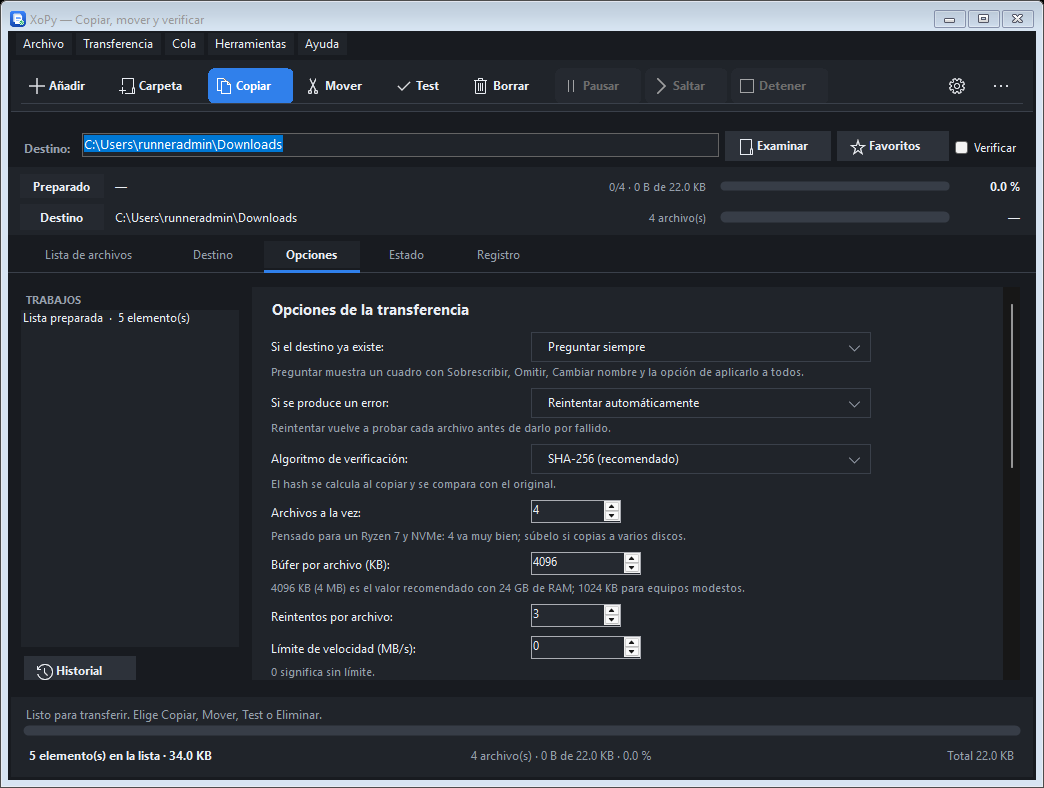 XoPy — Copiar, mover y verificar
Archivo Transferencia Cola Herramientas Ayuda
Añadir Carpeta Copiar Mover Test Borrar Pausar Saltar Detener ...
Destino: C:\Users\runneradmin\Downloads Examinar Favoritos Verificar
Preparado — 0/4 · 0 B de 22.0 KB 0.0 %
Destino C:\Users\runneradmin\Downloads 4 archivo(s) —
Lista de archivos Destino Opciones Estado Registro
TRABAJOS
Lista preparada · 5 elemento(s)
Historial
Opciones de la transferencia
Si el destino ya existe: Preguntar siempre
Preguntar muestra un cuadro con Sobrescribir, Omitir, Cambiar nombre y la opción de aplicarlo a todos.
Si se produce un error: Reintentar automáticamente
Reintentar vuelve a probar cada archivo antes de darlo por fallido.
Algoritmo de verificación: SHA-256 (recomendado)
El hash se calcula al copiar y se compara con el original.
Archivos a la vez: 4
Pensado para un Ryzen 7 y NVMe: 4 va muy bien; súbelo si copias a varios discos.
Búfer por archivo (KB): 4096
4096 KB (4 MB) es el valor recomendado con 24 GB de RAM; 1024 KB para equipos modestos.
Reintentos por archivo: 3
Límite de velocidad (MB/s): 0
0 significa sin límite.
Listo para transferir. Elige Copiar, Mover, Test o Eliminar.
5 elemento(s) en la lista · 34.0 KB 4 archivo(s) · 0 B de 22.0 KB · 0.0 % Total 22.0 KB